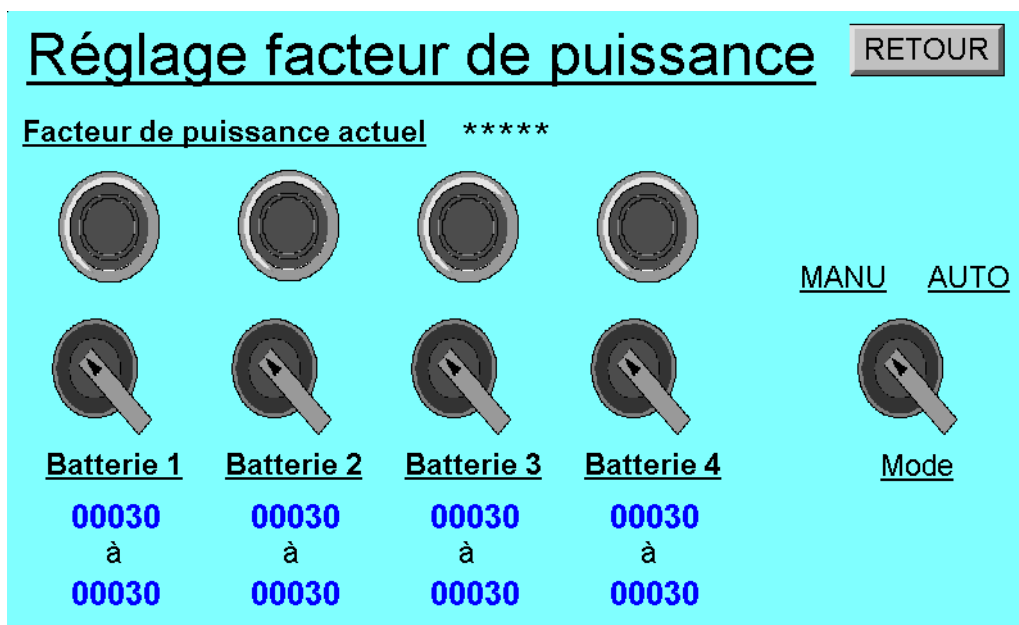 Réglage facteur de puissance
RETOUR
Facteur de puissance actuel *****
MANU AUTO
Batterie 1 Batterie 2 Batterie 3 Batterie 4 Mode
00030 00030 00030 00030
à à à à
00030 00030 00030 00030